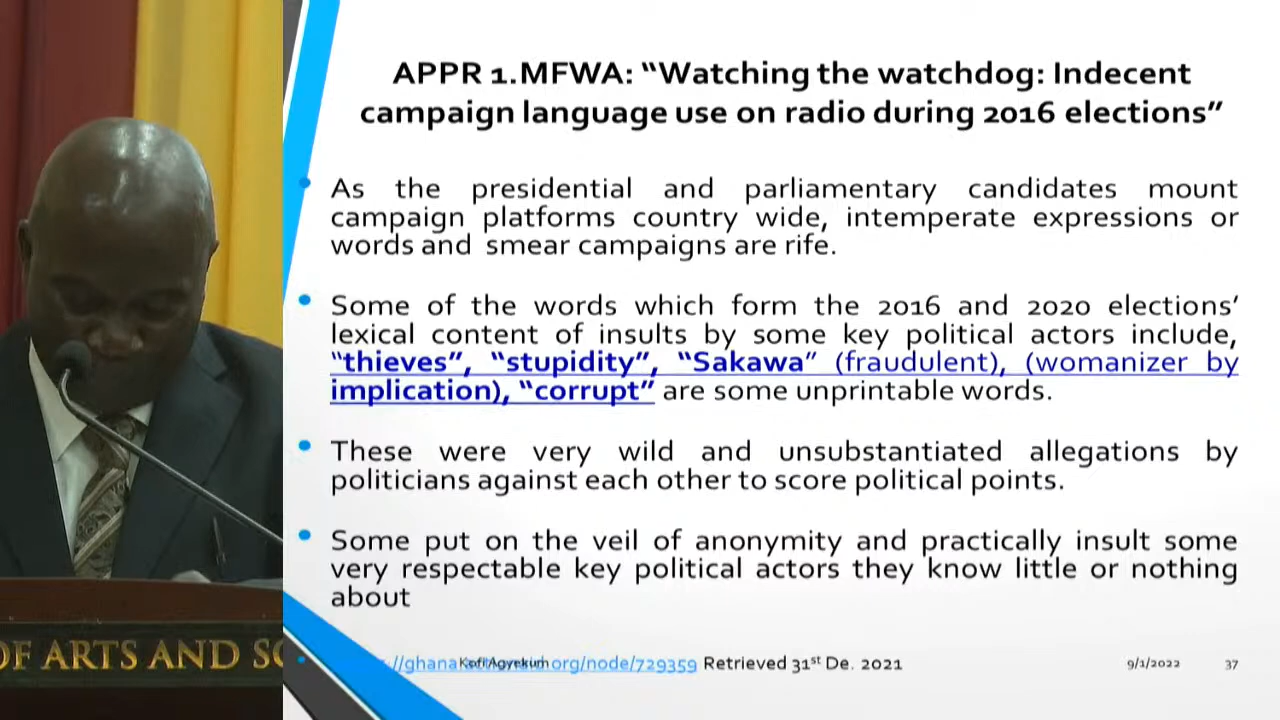 APPR 1.MFWA: “Watching the watchdog: Indecent
campaign language use on radio during 2016 elections”
• As the presidential and parliamentary candidates mount
campaign platforms country wide, intemperate expressions or
words and smear campaigns are rife.
• Some of the words which form the 2016 and 2020 elections’
lexical content of insults by some key political actors include,
“thieves”, “stupidity”, “Sakawa” (fraudulent), (womanizer by
implication), “corrupt” are some unprintable words.
• These were very wild and unsubstantiated allegations by
politicians against each other to score political points.
• Some put on the veil of anonymity and practically insult some
very respectable key political actors they know little or nothing
about
OF ARTS AND
Kofi Agyekum
org/node/729359 Retrieved 31st De. 2021
9/1/2022
37